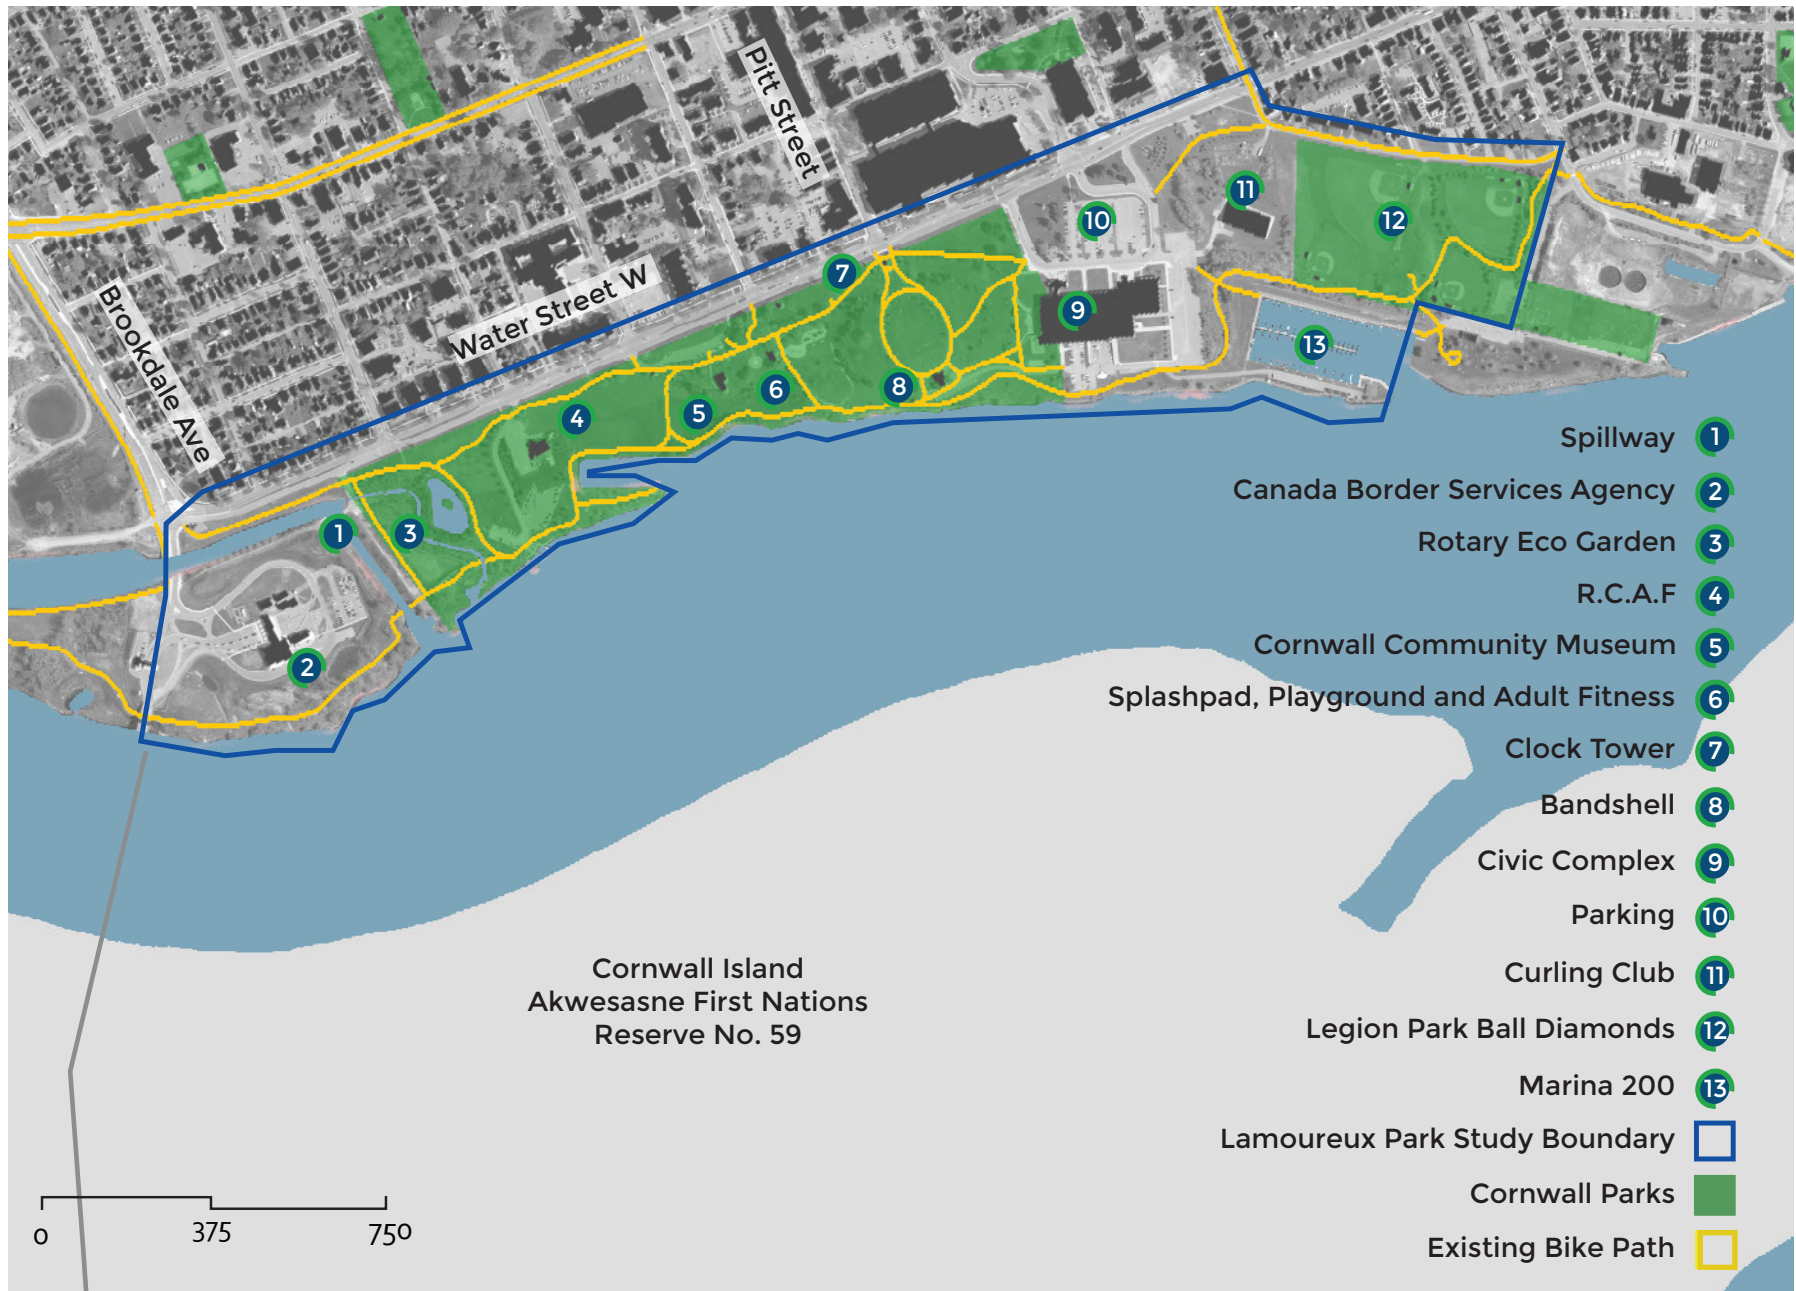 Pitt Street
Water Street W
Brookdale Ave
1
2
3
4
5
6
7
8
9
10
11
12
13
Spillway 1
Canada Border Services Agency 2
Rotary Eco Garden 3
R.C.A.F 4
Cornwall Community Museum 5
Splashpad, Playground and Adult Fitness 6
Clock Tower 7
Bandshell 8
Civic Complex 9
Parking 10
Curling Club 11
Legion Park Ball Diamonds 12
Marina 200 13
Lamoureux Park Study Boundary
Cornwall Parks
Existing Bike Path
Cornwall Island
Akwesasne First Nations
Reserve No. 59
0 375 750